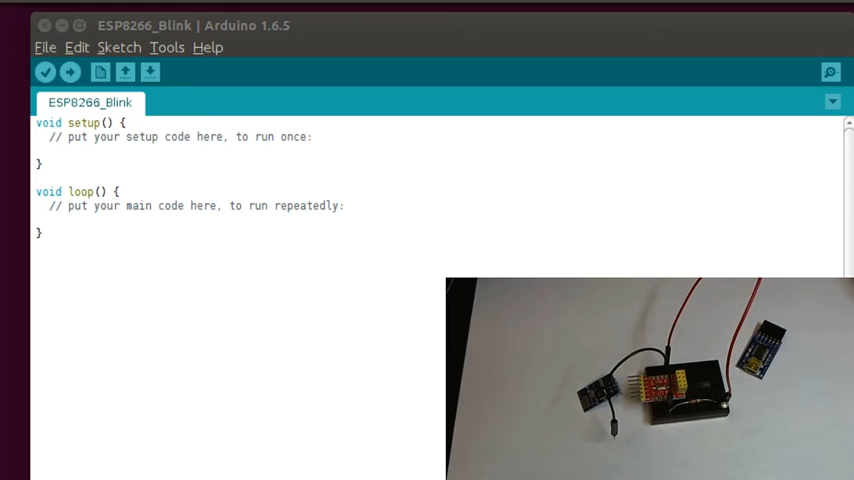 ESP8266_Blink | Arduino 1.6.5
File Edit Sketch Tools Help
ESP8266_Blink
void setup() {
// put your setup code here, to run once:
}
void loop() {
// put your main code here, to run repeatedly:
}